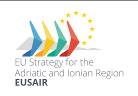 EU Strategy for the
Adriatic and Ionian Region
EUSAIR